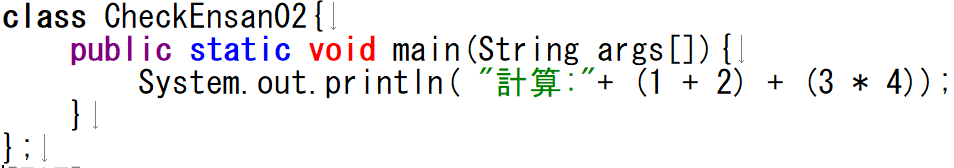 class CheckEnsan02{↓
    public static void main(String args[]){↓
        System.out.println( "計算:"+ (1 + 2) + (3 * 4));
    }↓
};↓